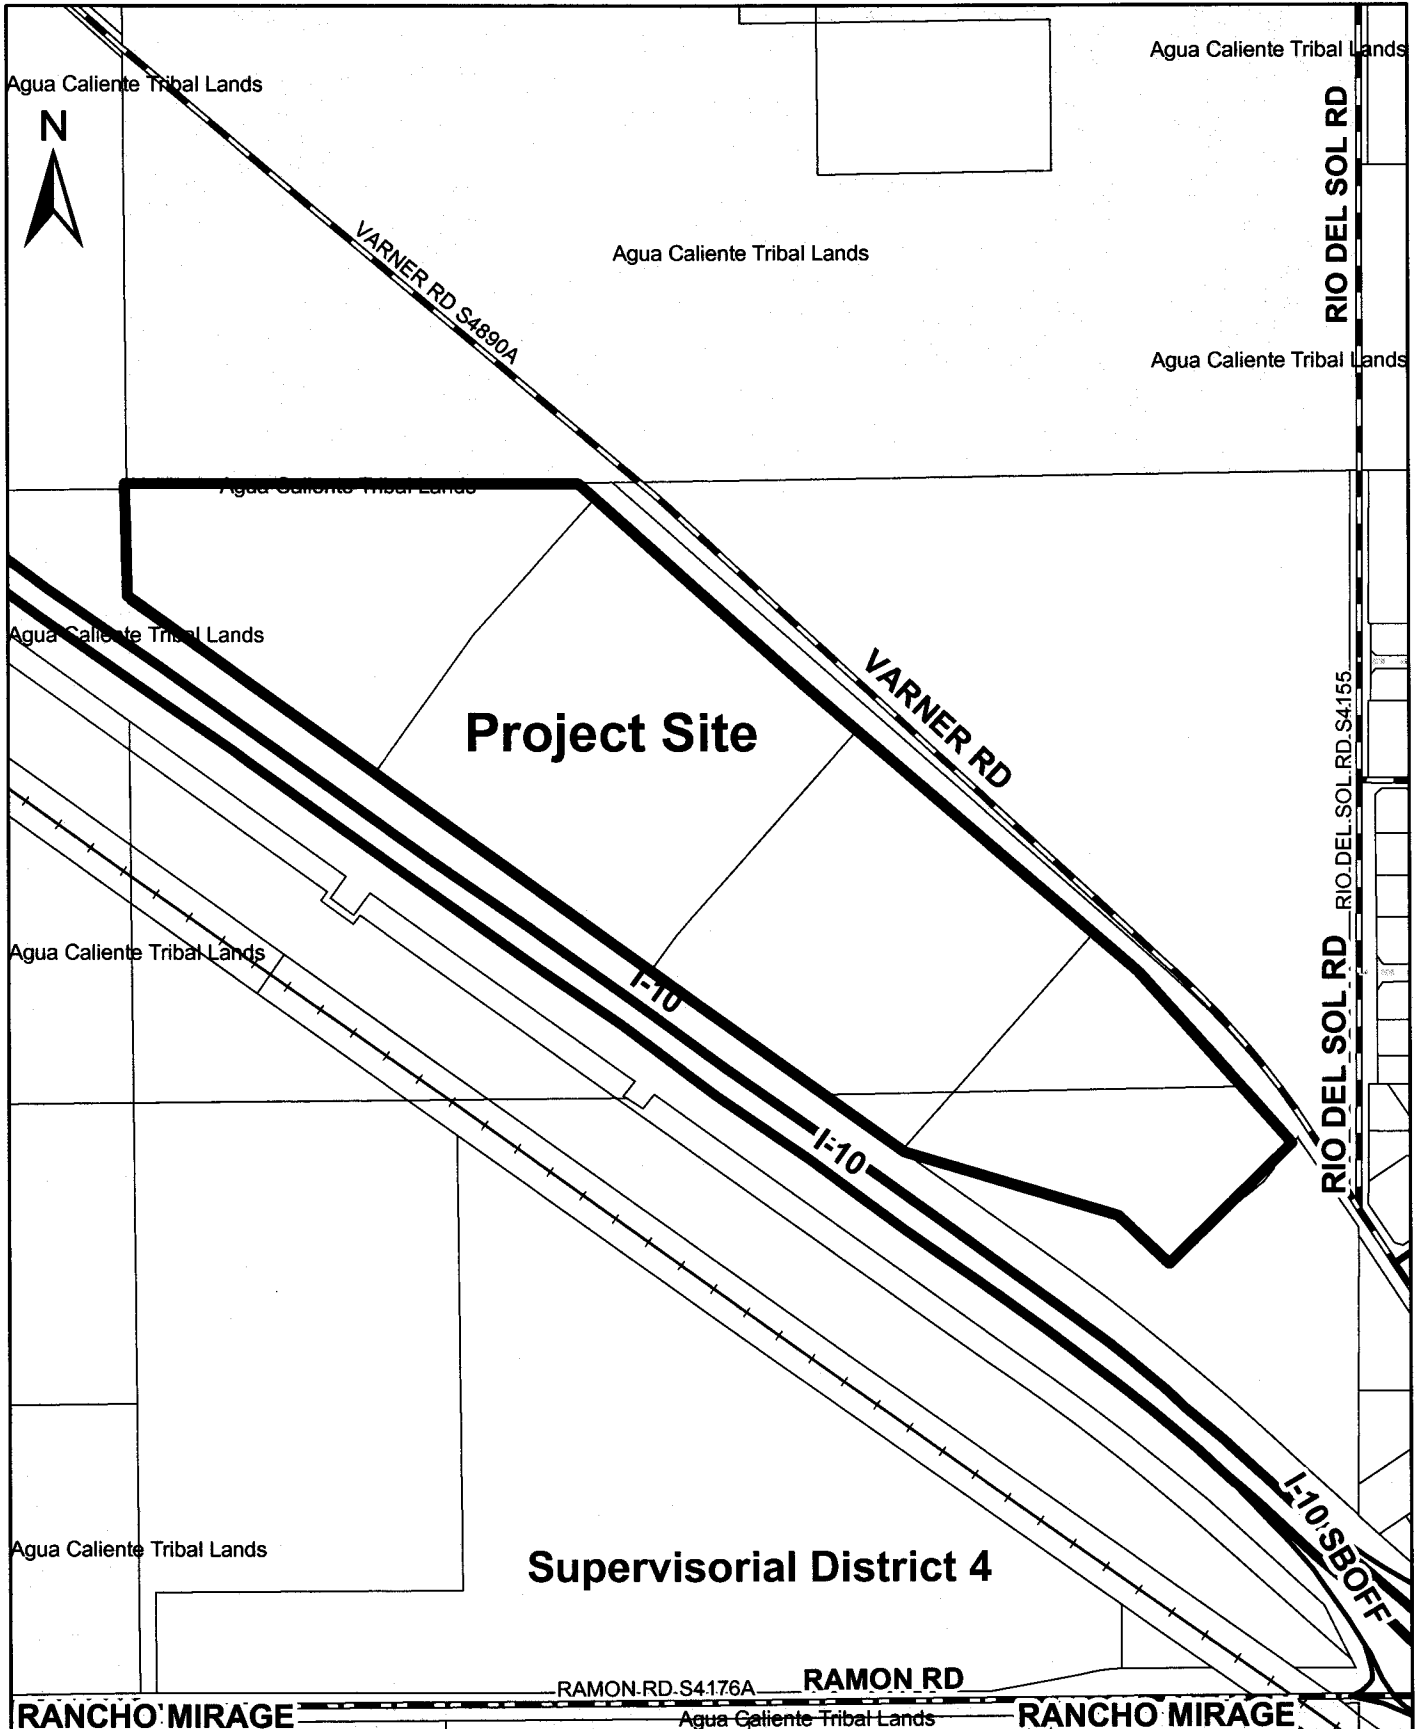 Agua Caliente Tribal Lands
Agua Caliente Tribal Lands
N
RIO DEL SOL RD
VARNER RD S4890A
Agua Caliente Tribal Lands
Agua Caliente Tribal Lands
Agua Caliente Tribal Lands
Agua Caliente Tribal Lands
Project Site
VARNER RD
RIO DEL SOL RD S4155
Agua Caliente Tribal Lands
I-10
RIO DEL SOL RD
I-10
I-10 SBOFF
Agua Caliente Tribal Lands
Supervisorial District 4
RAMON RD S4176A
RAMON RD
RANCHO MIRAGE
Agua Caliente Tribal Lands
RANCHO MIRAGE